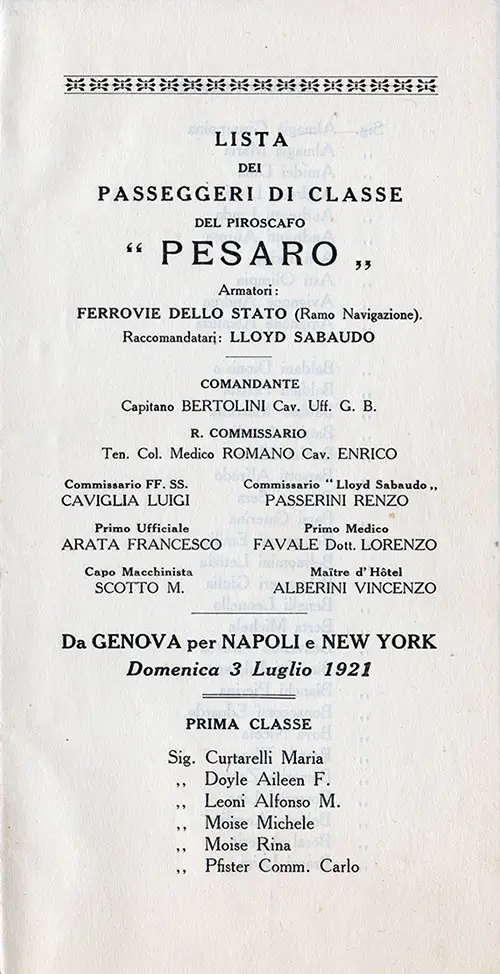 LISTA
DEI
PASSEGGERI DI CLASSE
DEL PIROSCAFO
“ PESARO „
Armatori:
FERROVIE DELLO STATO (Ramo Navigazione).
Raccomandatari: LLOYD SABAUDO
COMANDANTE
Capitano BERTOLINI Cav. Uff. G. B.
R. COMMISSARIO
Ten. Col. Medico ROMANO Cav. ENRICO
Commissario FF. SS.
CAVIGLIA LUIGI
Commissario “Lloyd Sabaudo„
PASSERINI RENZO
Primo Ufficiale
ARATA FRANCESCO
Primo Medico
FAVALE Dott. LORENZO
Capo Macchinista
SCOTTO M.
Maître d'Hôtel
ALBERINI VINCENZO
Da GENOVA per NAPOLI e NEW YORK
Domenica 3 Luglio 1921
PRIMA CLASSE
Sig. Curtarelli Maria
„ Doyle Aileen F.
„ Leoni Alfonso M.
„ Moise Michele
„ Moise Rina
„ Pfister Comm. Carlo